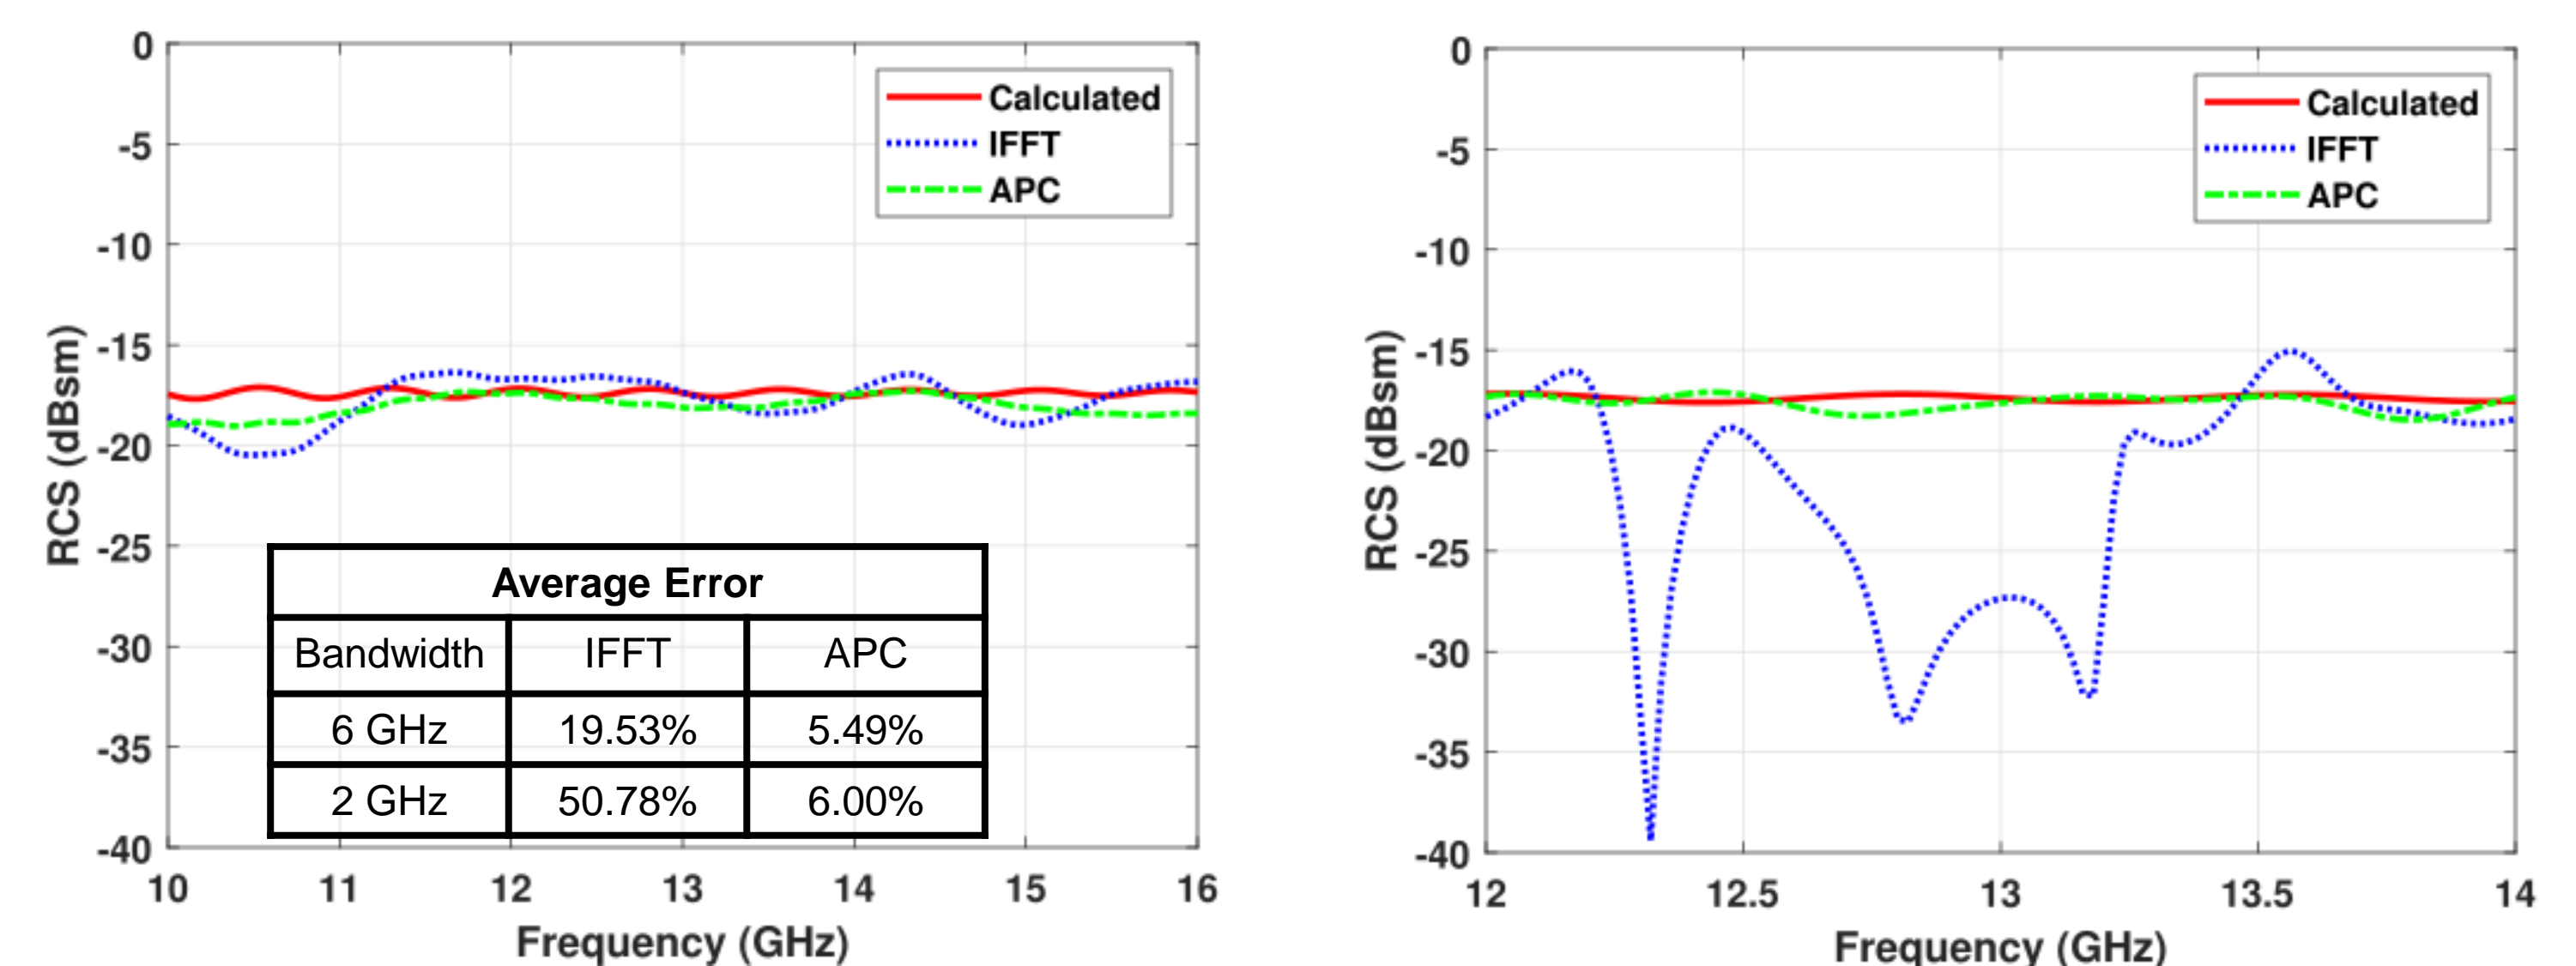 0
-5
-10
-15
-20
-25
-30
-35
-40
RCS (dBsm)
Calculated
IFFT
APC
Average Error
Bandwidth IFFT APC
6 GHz 19.53% 5.49%
2 GHz 50.78% 6.00%
10 11 12 13 14 15 16
Frequency (GHz)
0
-5
-10
-15
-20
-25
-30
-35
-40
RCS (dBsm)
Calculated
IFFT
APC
12 12.5 13 13.5 14
Frequency (GHz)